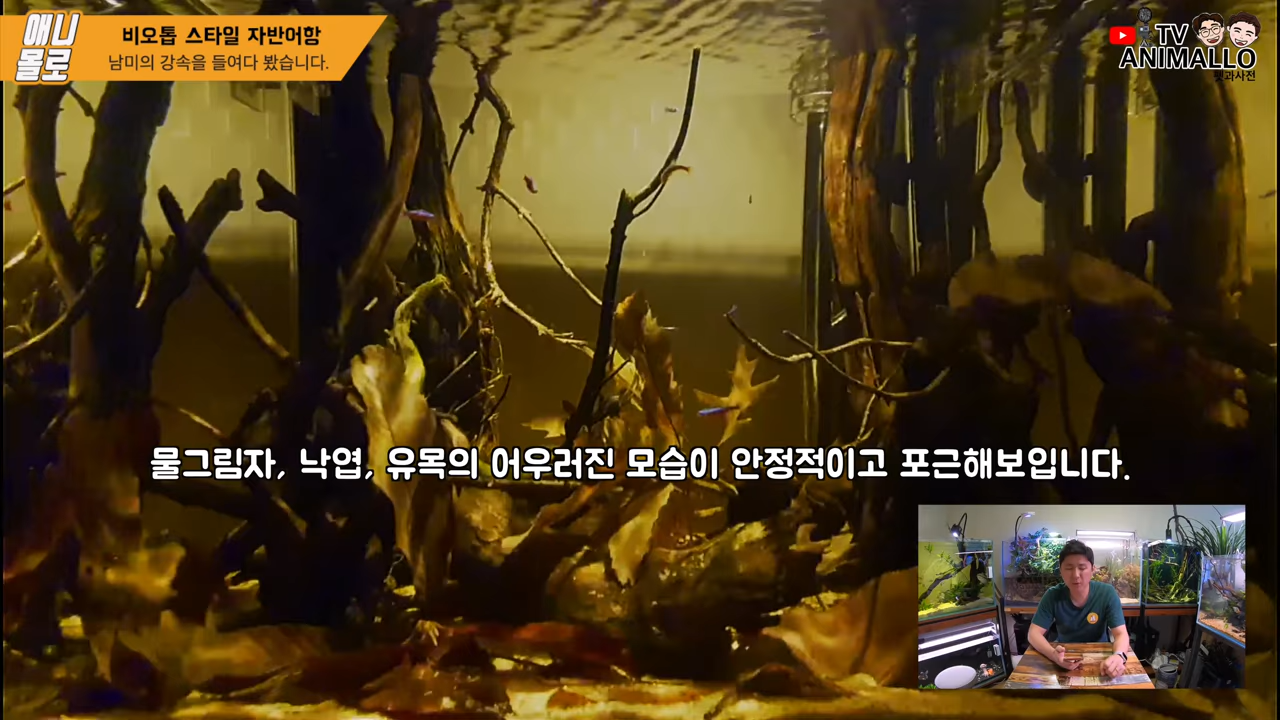 애니
몰로
비오톱 스타일 자반어항
남미의 강속을 들여다 봤습니다.
TV
ANIMALLO
펫과사전
물그림자, 낙엽, 유목의 어우러진 모습이 안정적이고 포근해보입니다.